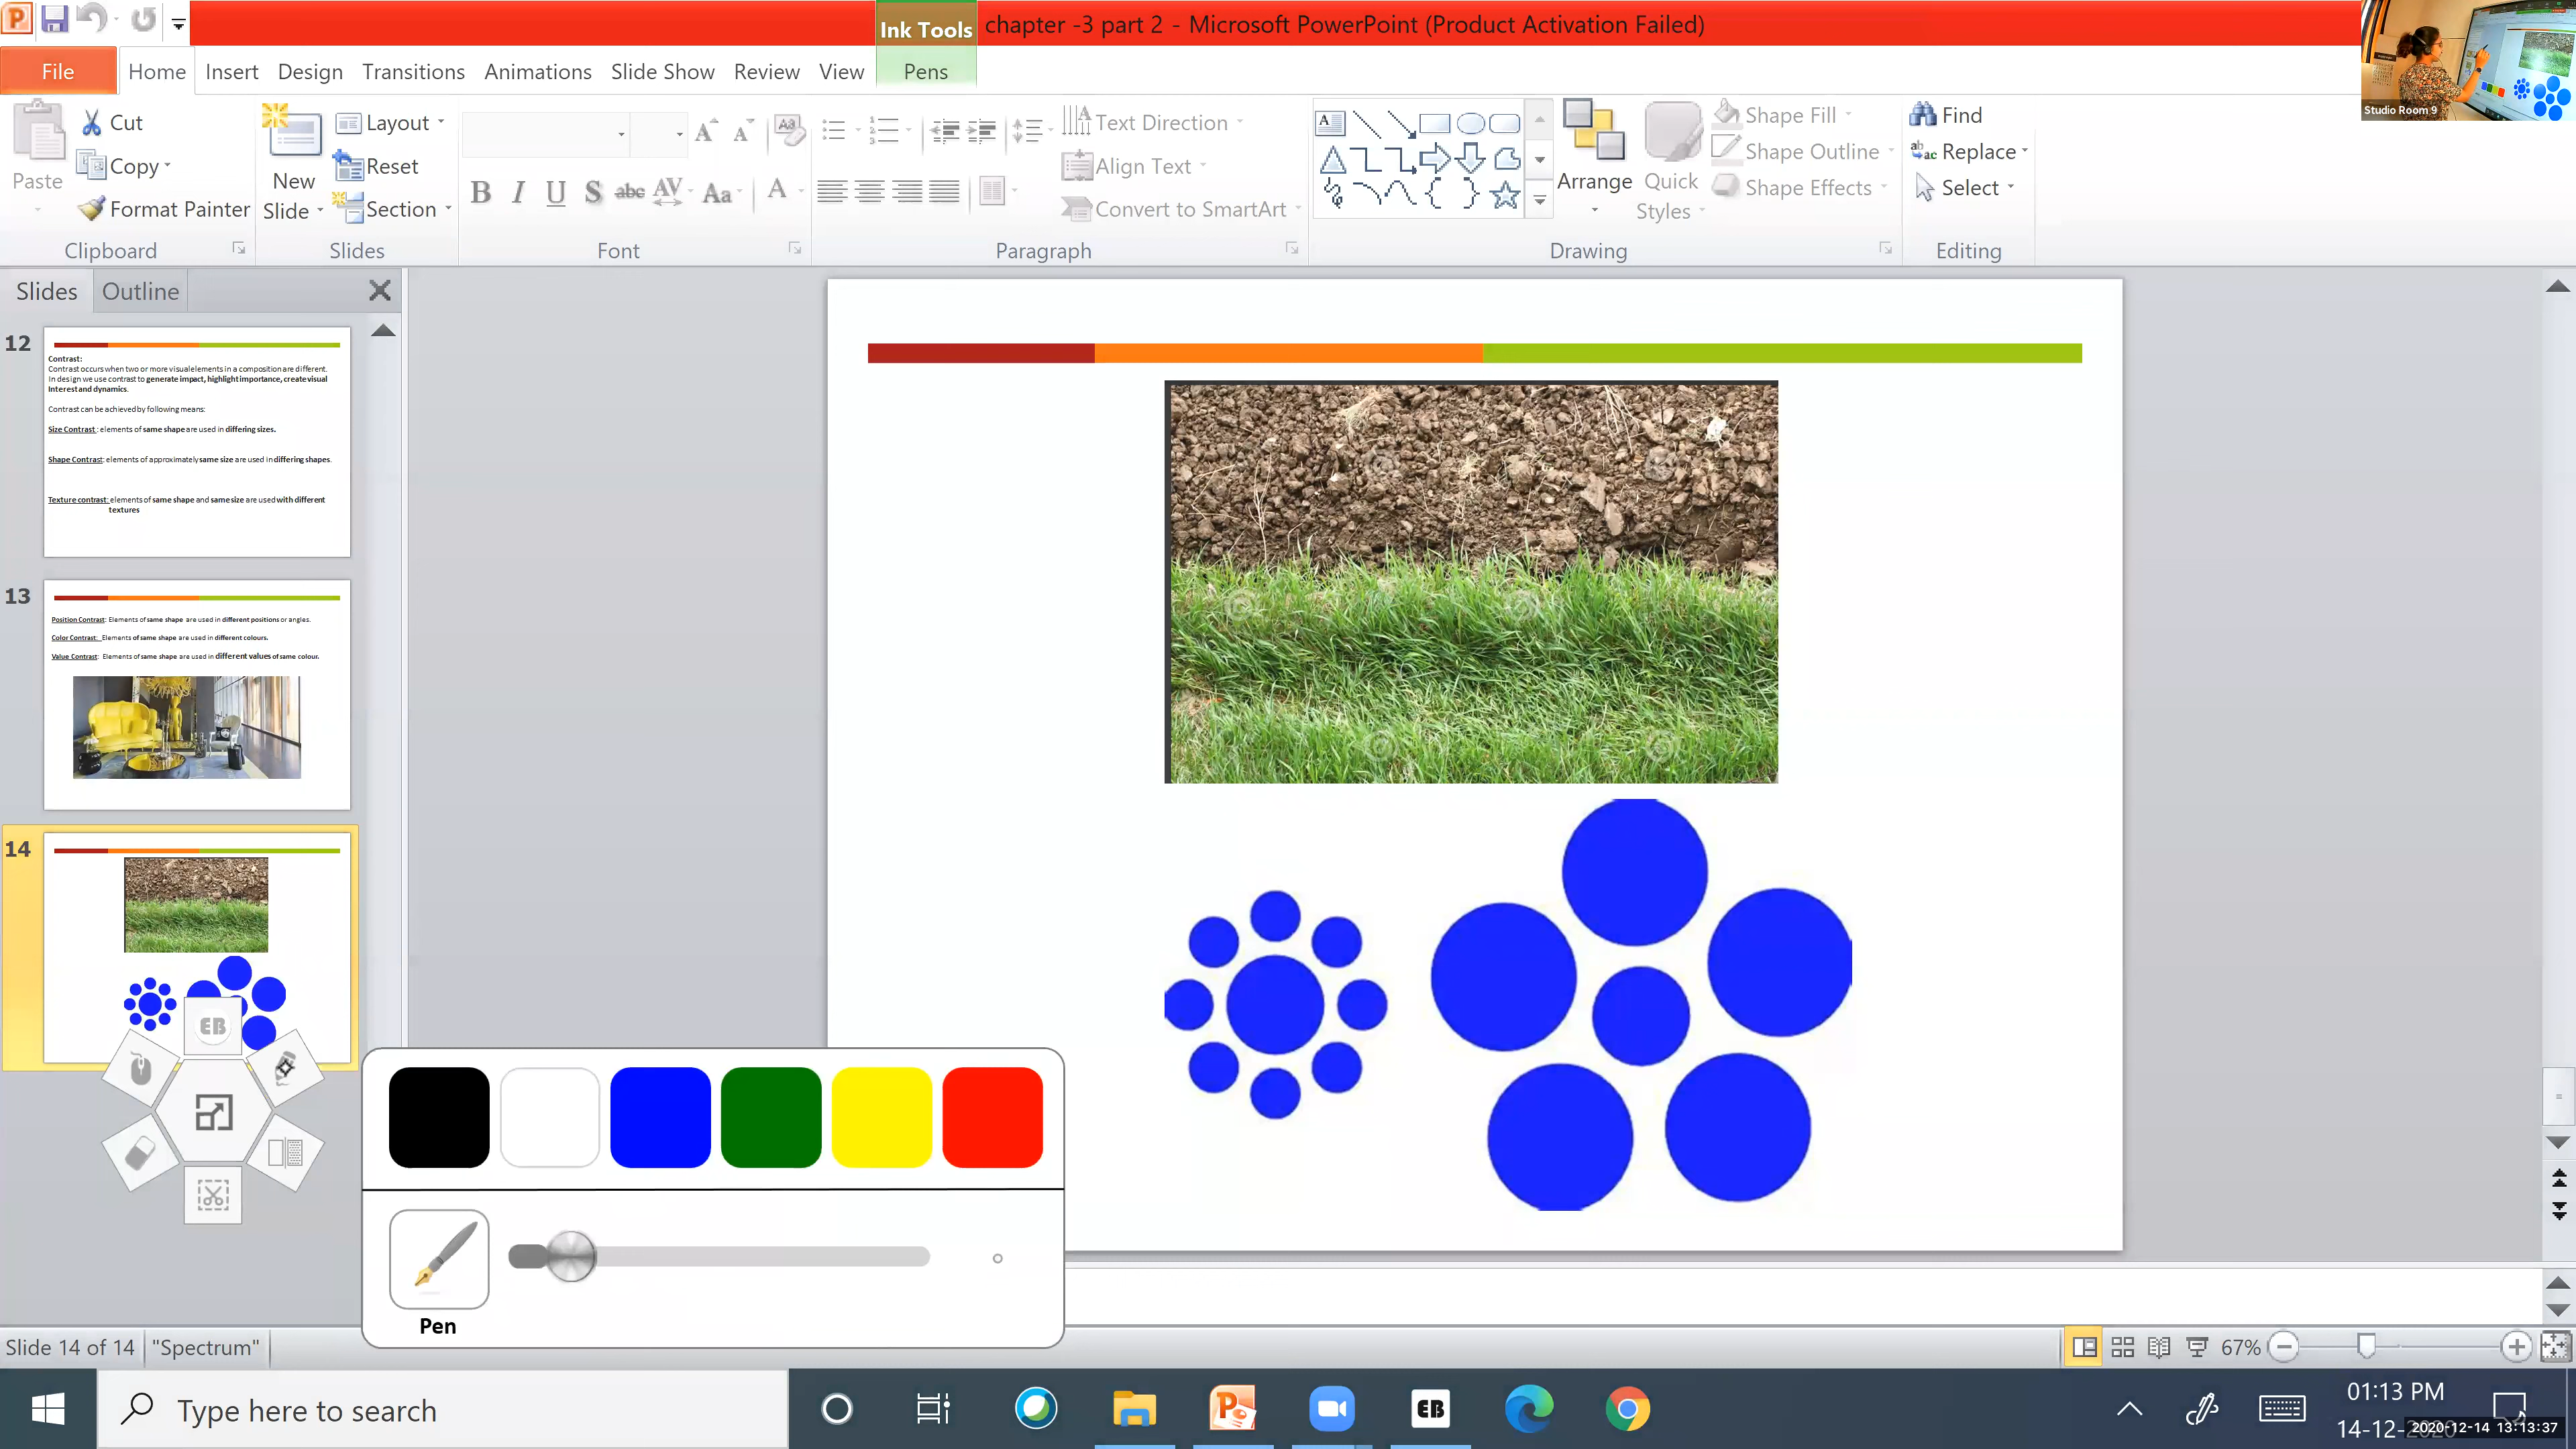 Ink Tools
chapter -3 part 2 - Microsoft PowerPoint (Product Activation Failed)
File Home Insert Design Transitions Animations Slide Show Review View Pens
Studio Room 9
Paste
Cut
Copy
Format Painter
Clipboard
New Slide
Layout
Reset
Section
Slides
B I U S abc AV Aa A
Font
Text Direction
Align Text
Convert to SmartArt
Paragraph
Arrange
Quick Styles
Shape Fill
Shape Outline
Shape Effects
Drawing
Find
Replace
Select
Editing
Slides Outline
12
Contrast:
Contrast occurs when two or more visual elements in a composition are different.
In design we use contrast to generate impact, highlight importance, create visual
Interest and dynamics.
Contrast can be achieved by following means:
Size Contrast : elements of same shape are used in differing sizes.
Shape Contrast: elements of approximately same size are used in differing shapes.
Texture contrast: elements of same shape and same size are used with different
textures
13
Position Contrast: Elements of same shape are used in different positions or angles.
Color Contrast: Elements of same shape are used in different colours.
Value Contrast: Elements of same shape are used in different values of same colour.
14
EB
Pen
Slide 14 of 14 "Spectrum"
67%
Type here to search
EB
01:13 PM
14-12-
2020-12-14 13:13:37